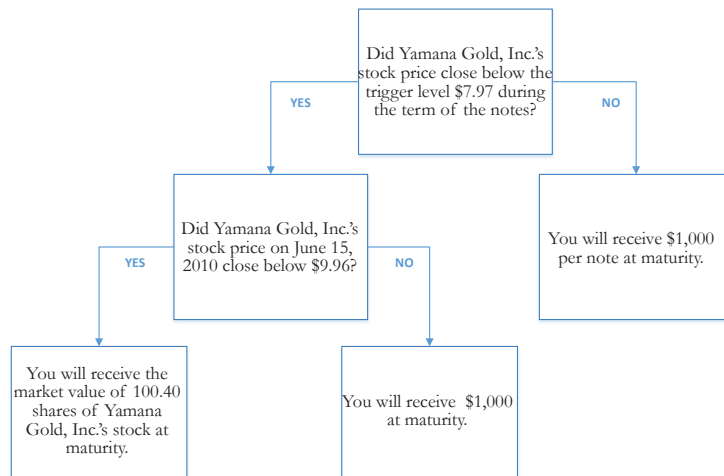 Did Yamana Gold, Inc.'s
stock price close below the
trigger level $7.97 during
the term of the notes?
YES
NO
Did Yamana Gold, Inc.'s
stock price on June 15,
2010 close below $9.96?
You will receive $1,000
per note at maturity.
YES
NO
You will receive the
market value of 100.40
shares of Yamana
Gold, Inc.'s stock at
maturity.
You will receive $1,000
at maturity.